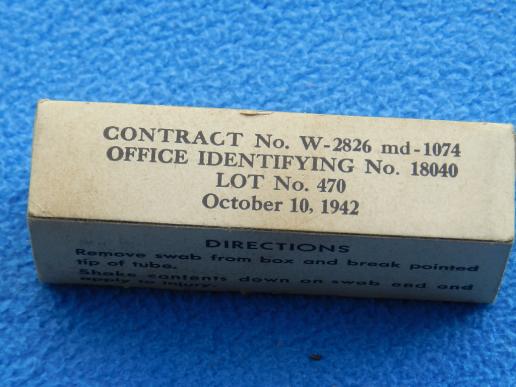 CONTRACT No. W-2826 md-1074
OFFICE IDENTIFYING No. 18040
LOT No. 470
October 10, 1942
DIRECTIONS
Remove swab from box and break pointed
tip of tube.
Shake contents down on swab end and
apply to injury.